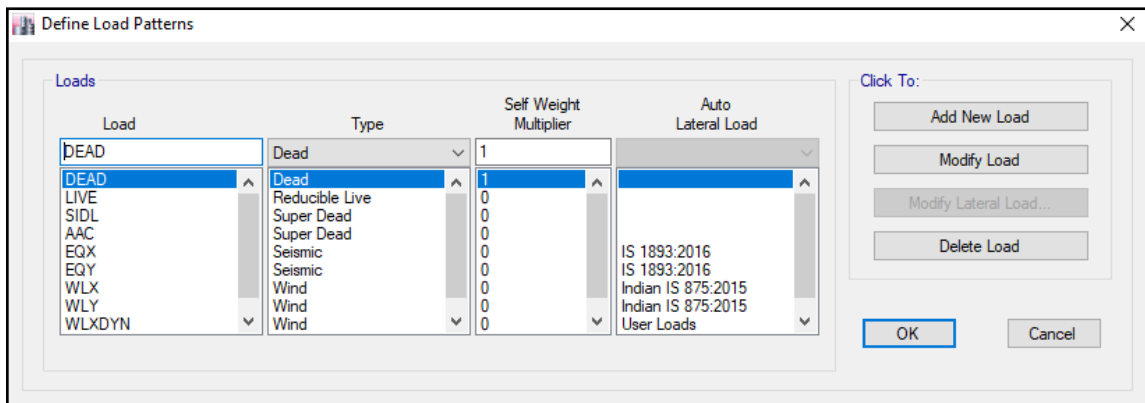 Define Load Patterns
Loads
Load Type Self Weight Multiplier Auto Lateral Load
DEAD Dead 1
DEAD Dead 1
LIVE Reducible Live 0
SIDL Super Dead 0
AAC Super Dead 0
EQX Seismic 0 IS 1893:2016
EQY Seismic 0 IS 1893:2016
WLX Wind 0 Indian IS 875:2015
WLY Wind 0 Indian IS 875:2015
WLXDYN Wind 0 User Loads
Click To:
Add New Load
Modify Load
Modify Lateral Load...
Delete Load
OK Cancel